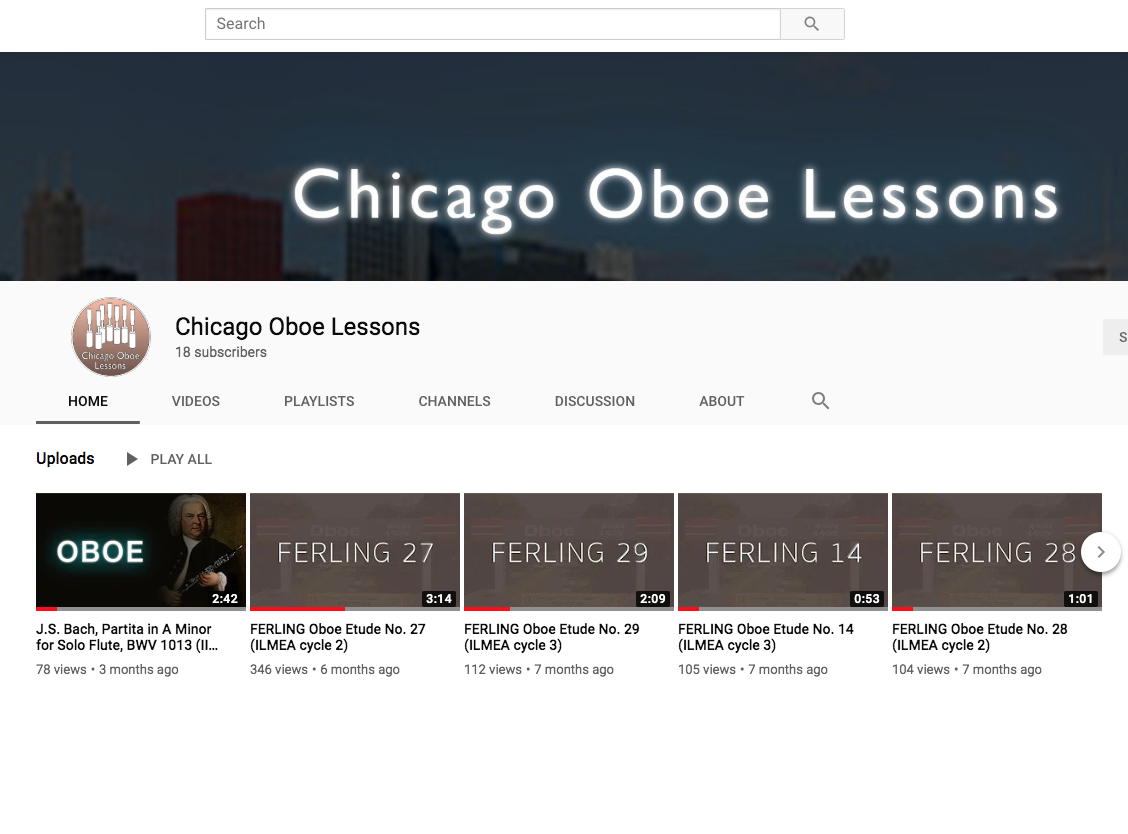 Search
Chicago Oboe Lessons
Chicago Oboe
Lessons
Chicago Oboe Lessons
18 subscribers
S
HOME VIDEOS PLAYLISTS CHANNELS DISCUSSION ABOUT
Uploads PLAY ALL
OBOE
2:42
FERLING 27
3:14
FERLING 29
2:09
FERLING 14
0:53
FERLING 28
1:01
J.S. Bach, Partita in A Minor
for Solo Flute, BWV 1013 (II...
78 views • 3 months ago
FERLING Oboe Etude No. 27
(ILMEA cycle 2)
346 views • 6 months ago
FERLING Oboe Etude No. 29
(ILMEA cycle 3)
112 views • 7 months ago
FERLING Oboe Etude No. 14
(ILMEA cycle 3)
105 views • 7 months ago
FERLING Oboe Etude No. 28
(ILMEA cycle 2)
104 views • 7 months ago